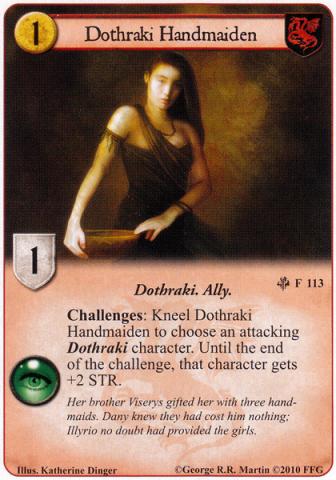 1
Dothraki Handmaiden
1
F 113
Dothraki. Ally.
Challenges: Kneel Dothraki
Handmaiden to choose an attacking
Dothraki character. Until the end
of the challenge, that character gets
+2 STR.
Her brother Viserys gifted her with three hand-
maids. Dany knew they had cost him nothing;
Illyrio no doubt had provided the girls.
Illus. Katherine Dinger
©George R.R. Martin ©2010 FFG